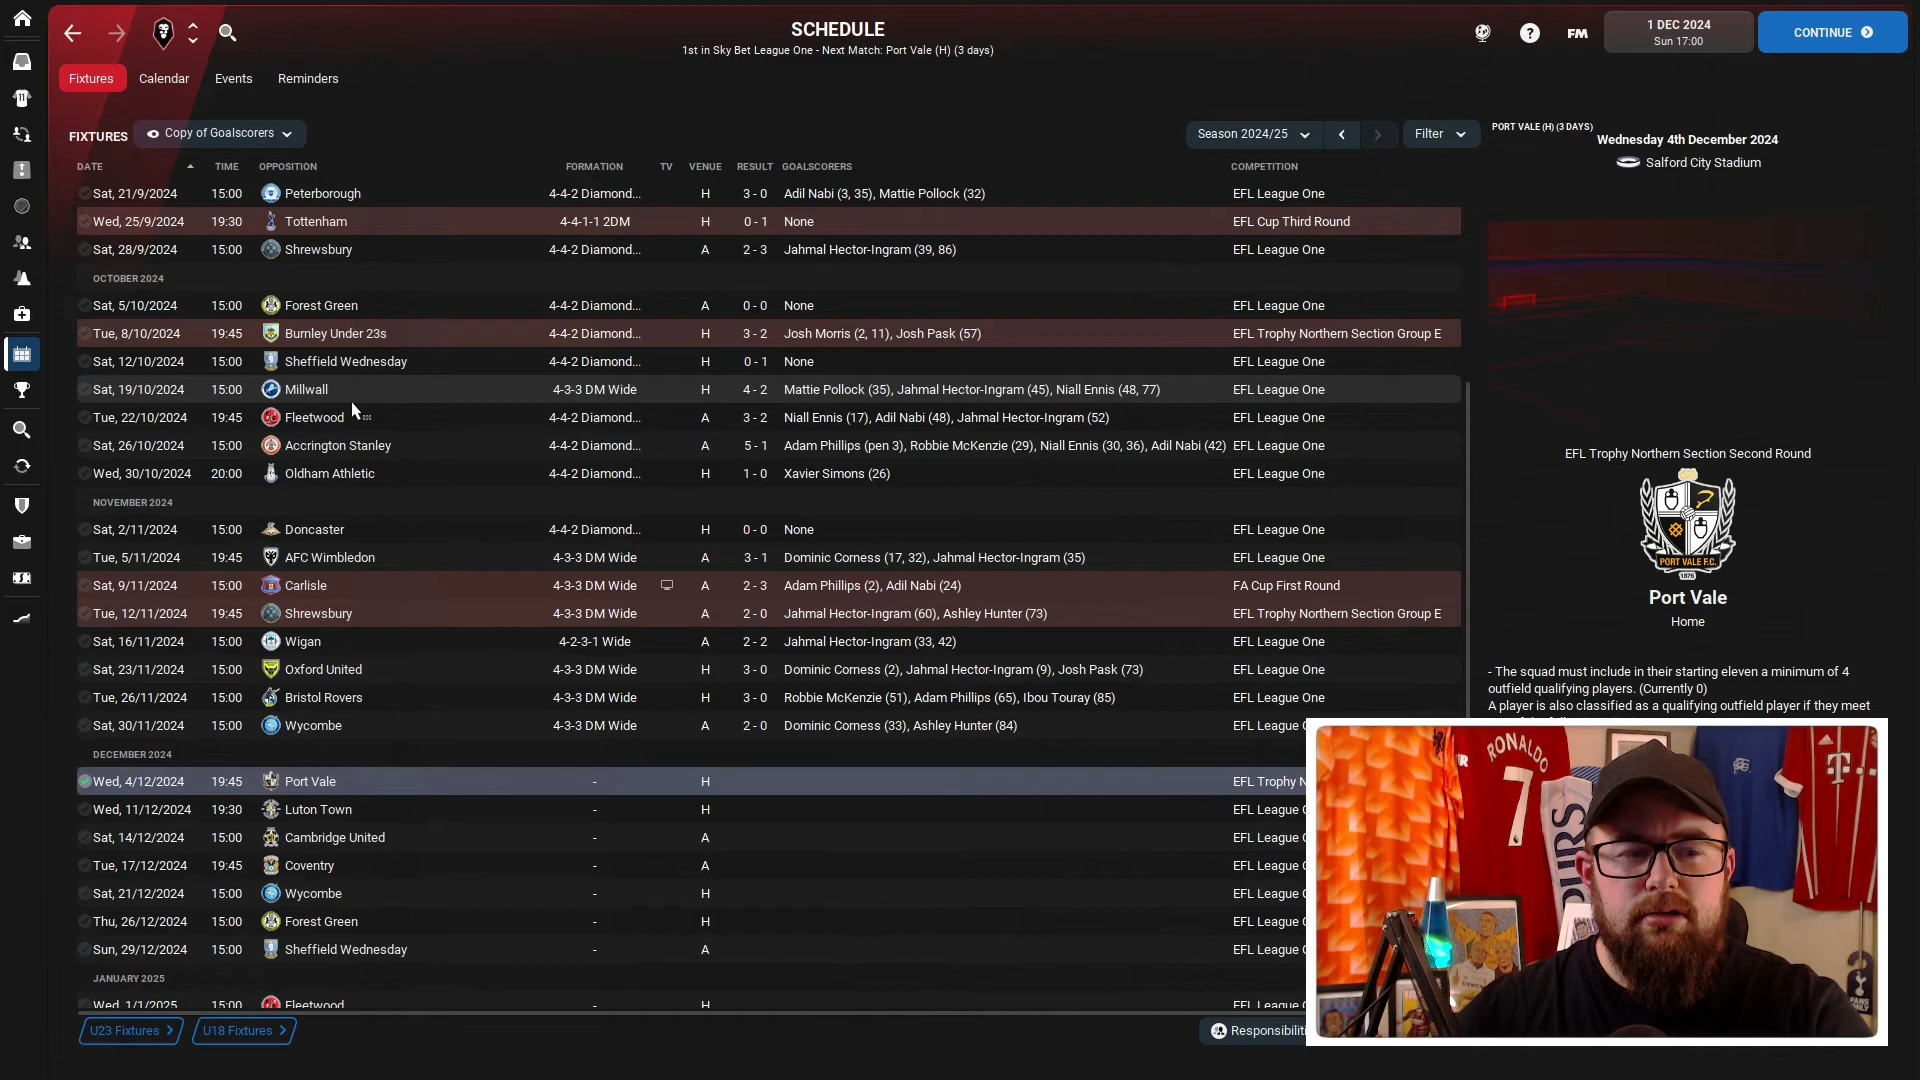 SCHEDULE
1st in Sky Bet League One - Next Match: Port Vale (H) (3 days)
FM
1 DEC 2024
Sun 17:00
CONTINUE
Fixtures Calendar Events Reminders
FIXTURES Copy of Goalscorers
Season 2024/25
Filter
DATE TIME OPPOSITION FORMATION TV VENUE RESULT GOALSCORERS COMPETITION
Sat, 21/9/2024 15:00 Peterborough 4-4-2 Diamond... H 3 - 0 Adil Nabi (3, 35), Mattie Pollock (32) EFL League One
Wed, 25/9/2024 19:30 Tottenham 4-4-1-1 2DM H 0 - 1 None EFL Cup Third Round
Sat, 28/9/2024 15:00 Shrewsbury 4-4-2 Diamond... A 2 - 3 Jahmal Hector-Ingram (39, 86) EFL League One
OCTOBER 2024
Sat, 5/10/2024 15:00 Forest Green 4-4-2 Diamond... A 0 - 0 None EFL League One
Tue, 8/10/2024 19:45 Burnley Under 23s 4-4-2 Diamond... H 3 - 2 Josh Morris (2, 11), Josh Pask (57) EFL Trophy Northern Section Group E
Sat, 12/10/2024 15:00 Sheffield Wednesday 4-4-2 Diamond... H 0 - 1 None EFL League One
Sat, 19/10/2024 15:00 Millwall 4-3-3 DM Wide H 4 - 2 Mattie Pollock (35), Jahmal Hector-Ingram (45), Niall Ennis (48, 77) EFL League One
Tue, 22/10/2024 19:45 Fleetwood 4-4-2 Diamond... A 3 - 2 Niall Ennis (17), Adil Nabi (48), Jahmal Hector-Ingram (52) EFL League One
Sat, 26/10/2024 15:00 Accrington Stanley 4-4-2 Diamond... A 5 - 1 Adam Phillips (pen 3), Robbie McKenzie (29), Niall Ennis (30, 36), Adil Nabi (42) EFL League One
Wed, 30/10/2024 20:00 Oldham Athletic 4-4-2 Diamond... H 1 - 0 Xavier Simons (26) EFL League One
NOVEMBER 2024
Sat, 2/11/2024 15:00 Doncaster 4-4-2 Diamond... H 0 - 0 None EFL League One
Tue, 5/11/2024 19:45 AFC Wimbledon 4-3-3 DM Wide A 3 - 1 Dominic Corness (17, 32), Jahmal Hector-Ingram (35) EFL League One
Sat, 9/11/2024 15:00 Carlisle 4-3-3 DM Wide A 2 - 3 Adam Phillips (2), Adil Nabi (24) FA Cup First Round
Tue, 12/11/2024 19:45 Shrewsbury 4-3-3 DM Wide A 2 - 0 Jahmal Hector-Ingram (60), Ashley Hunter (73) EFL Trophy Northern Section Group E
Sat, 16/11/2024 15:00 Wigan 4-2-3-1 Wide A 2 - 2 Jahmal Hector-Ingram (33, 42) EFL League One
Sat, 23/11/2024 15:00 Oxford United 4-3-3 DM Wide H 3 - 0 Dominic Corness (2), Jahmal Hector-Ingram (9), Josh Pask (73) EFL League One
Tue, 26/11/2024 15:00 Bristol Rovers 4-3-3 DM Wide H 3 - 0 Robbie McKenzie (51), Adam Phillips (65), Ibou Touray (85) EFL League One
Sat, 30/11/2024 15:00 Wycombe 4-3-3 DM Wide A 2 - 0 Dominic Corness (33), Ashley Hunter (84) EFL League
DECEMBER 2024
Wed, 4/12/2024 19:45 Port Vale - H EFL Trophy N
Wed, 11/12/2024 19:30 Luton Town - H EFL League
Sat, 14/12/2024 15:00 Cambridge United - A EFL League
Tue, 17/12/2024 19:45 Coventry - A EFL League
Sat, 21/12/2024 15:00 Wycombe - H EFL League
Thu, 26/12/2024 15:00 Forest Green - H EFL League
Sun, 29/12/2024 15:00 Sheffield Wednesday - A EFL League
JANUARY 2025
Wed, 1/1/2025 15:00 Fleetwood - H EFL League
U23 Fixtures U18 Fixtures
Responsibiliti
PORT VALE (H) (3 DAYS)
Wednesday 4th December 2024
Salford City Stadium
EFL Trophy Northern Section Second Round
PORT VALE F.C.
1876
Port Vale
Home
- The squad must include in their starting eleven a minimum of 4
outfield qualifying players. (Currently 0)
A player is also classified as a qualifying outfield player if they meet
RONALDO
7
T
FANS
ONLY